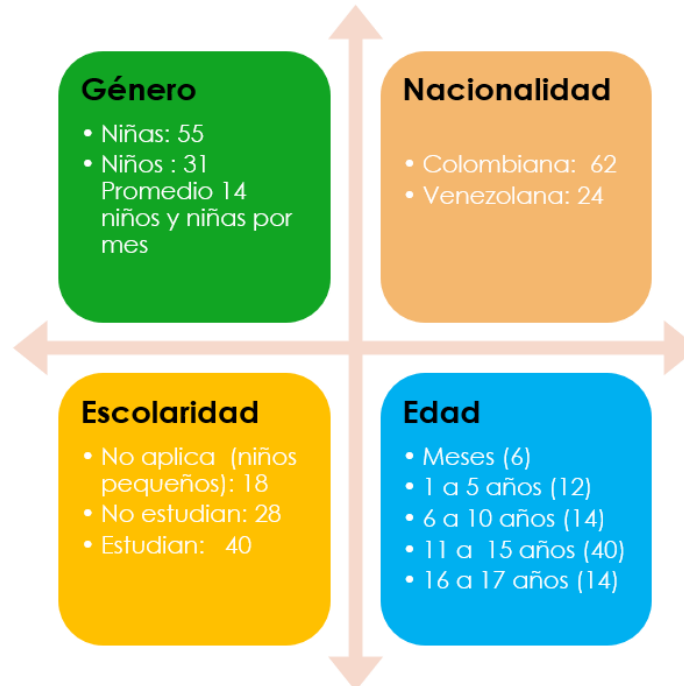 Género
• Niñas: 55
• Niños : 31
Promedio 14
niños y niñas por
mes
Nacionalidad
• Colombiana: 62
• Venezolana: 24
Escolaridad
• No aplica (niños
pequeños): 18
• No estudian: 28
• Estudian: 40
Edad
• Meses (6)
• 1 a 5 años (12)
• 6 a 10 años (14)
• 11 a 15 años (40)
• 16 a 17 años (14)